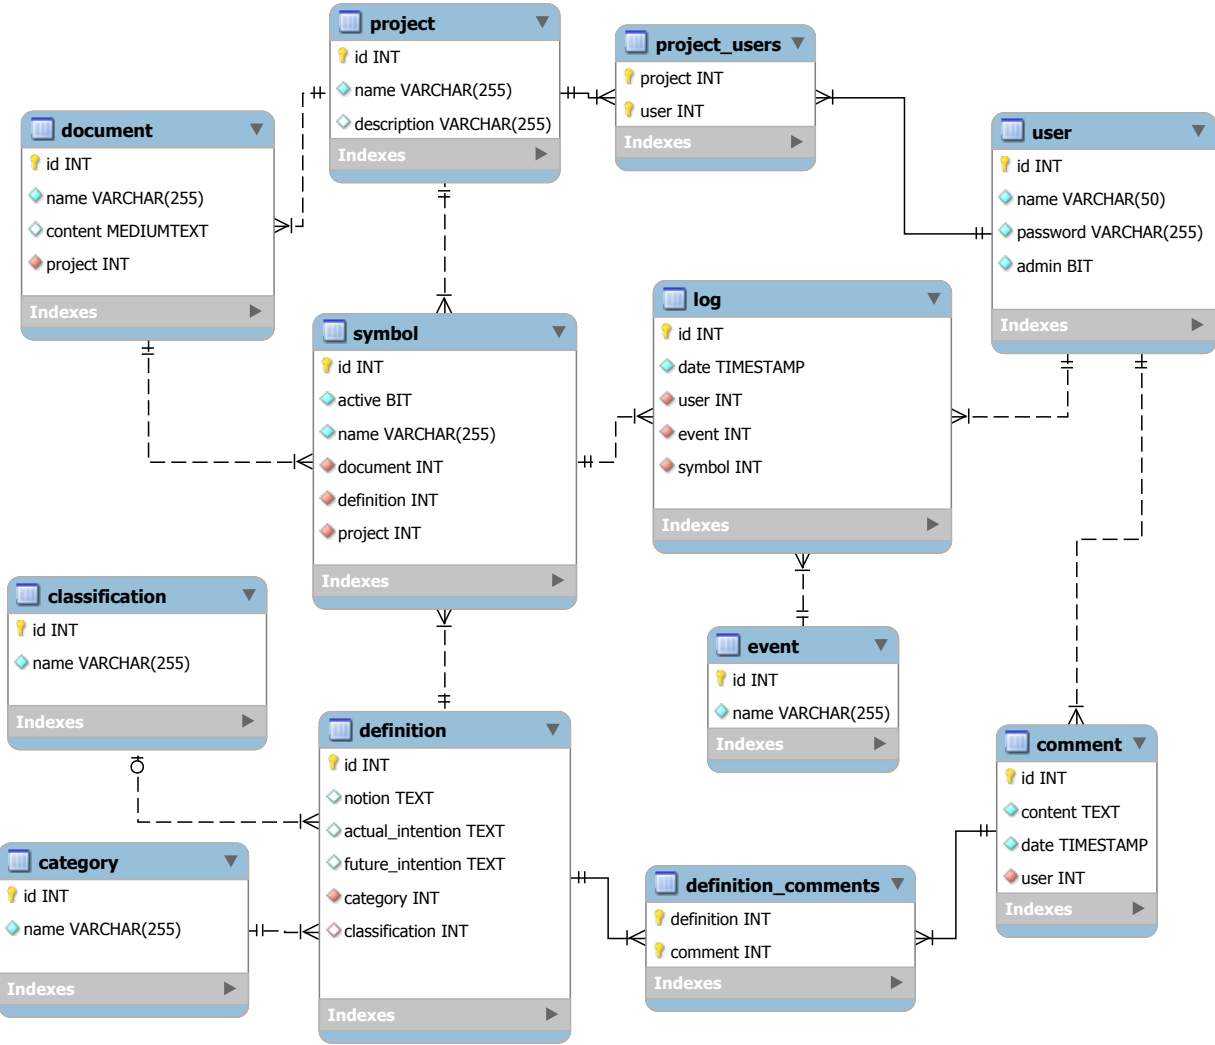 project
id INT
name VARCHAR(255)
description VARCHAR(255)
Indexes
project_users
project INT
user INT
Indexes
document
id INT
name VARCHAR(255)
content MEDIUMTEXT
project INT
Indexes
user
id INT
name VARCHAR(50)
password VARCHAR(255)
admin BIT
Indexes
symbol
id INT
active BIT
name VARCHAR(255)
document INT
definition INT
project INT
Indexes
log
id INT
date TIMESTAMP
user INT
event INT
symbol INT
Indexes
classification
id INT
name VARCHAR(255)
Indexes
event
id INT
name VARCHAR(255)
Indexes
definition
id INT
notion TEXT
actual_intention TEXT
future_intention TEXT
category INT
classification INT
Indexes
comment
id INT
content TEXT
date TIMESTAMP
user INT
Indexes
category
id INT
name VARCHAR(255)
Indexes
definition_comments
definition INT
comment INT
Indexes